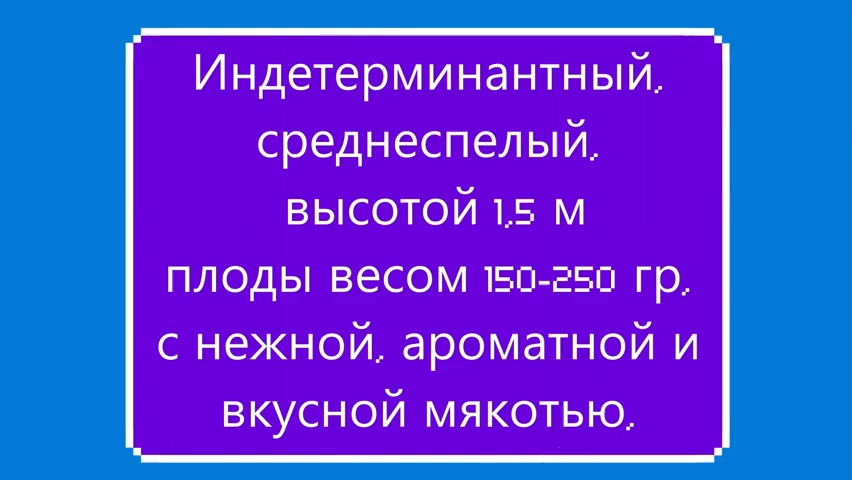 Индетерминантный,
среднеспелый,
высотой 1,5 м
плоды весом 150-250 гр,
с нежной, ароматной и
вкусной мякотью,